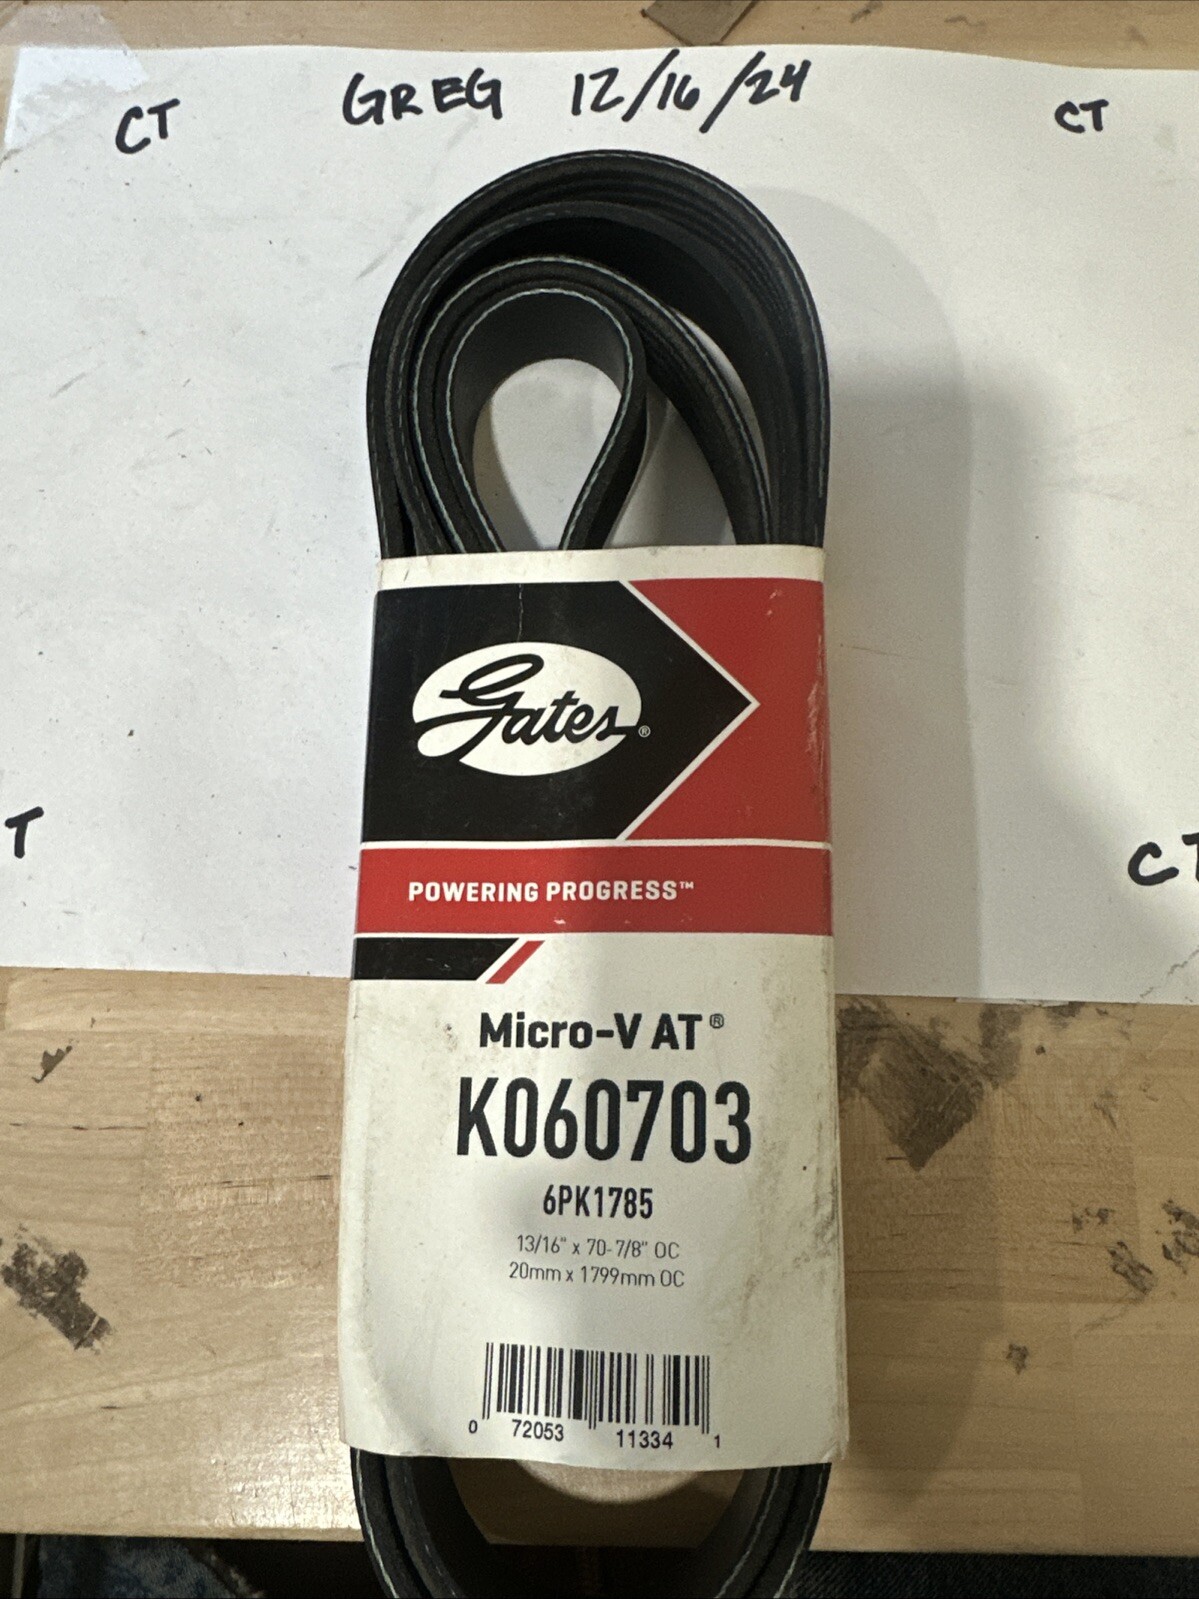 GREG 12/16/24
CT
CT
Gates®
T
CT
POWERING PROGRESS™
Micro-V AT®
K060703
6PK1785
13/16" x 70-7/8" OC
20mm x 1799mm OC
0 72053 11334 1